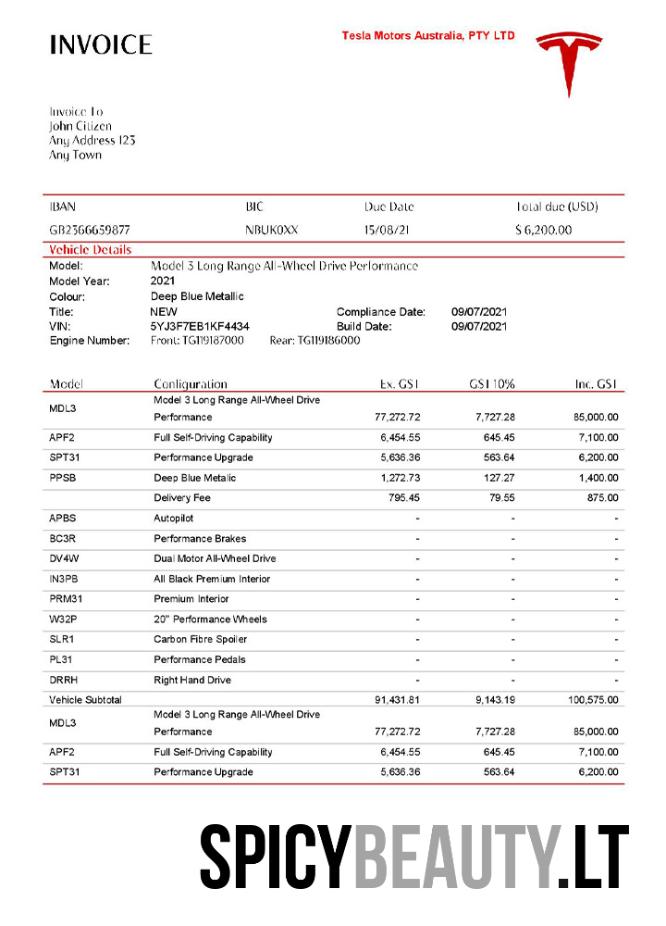 INVOICE
Tesla Motors Australia, PTY LTD
Invoice To
John Citizen
Any Address 123
Any Town
IBAN BIC Due Date Total due (USD)
GB2366659877 NBUK0XX 15/08/21 $ 6,200.00
Vehicle Details
Model: Model 3 Long Range All-Wheel Drive Performance
Model Year: 2021
Colour: Deep Blue Metallic
Title: NEW Compliance Date: 09/07/2021
VIN: 5YJ3F7EB1KF4434 Build Date: 09/07/2021
Engine Number: Front: TG119187000 Rear: TG119186000
Model Configuration Ex. GST GST 10% Inc. GST
MDL3 Model 3 Long Range All-Wheel Drive
Performance 77,272.72 7,727.28 85,000.00
APF2 Full Self-Driving Capability 6,454.55 645.45 7,100.00
SPT31 Performance Upgrade 5,636.36 563.64 6,200.00
PPSB Deep Blue Metalic 1,272.73 127.27 1,400.00
Delivery Fee 795.45 79.55 875.00
APBS Autopilot - - -
BC3R Performance Brakes - - -
DV4W Dual Motor All-Wheel Drive - - -
IN3PB All Black Premium Interior - - -
PRM31 Premium Interior - - -
W32P 20" Performance Wheels - - -
SLR1 Carbon Fibre Spoiler - - -
PL31 Performance Pedals - - -
DRRH Right Hand Drive - - -
Vehicle Subtotal 91,431.81 9,143.19 100,575.00
MDL3 Model 3 Long Range All-Wheel Drive
Performance 77,272.72 7,727.28 85,000.00
APF2 Full Self-Driving Capability 6,454.55 645.45 7,100.00
SPT31 Performance Upgrade 5,636.36 563.64 6,200.00
SPICYBEAUTY.LT